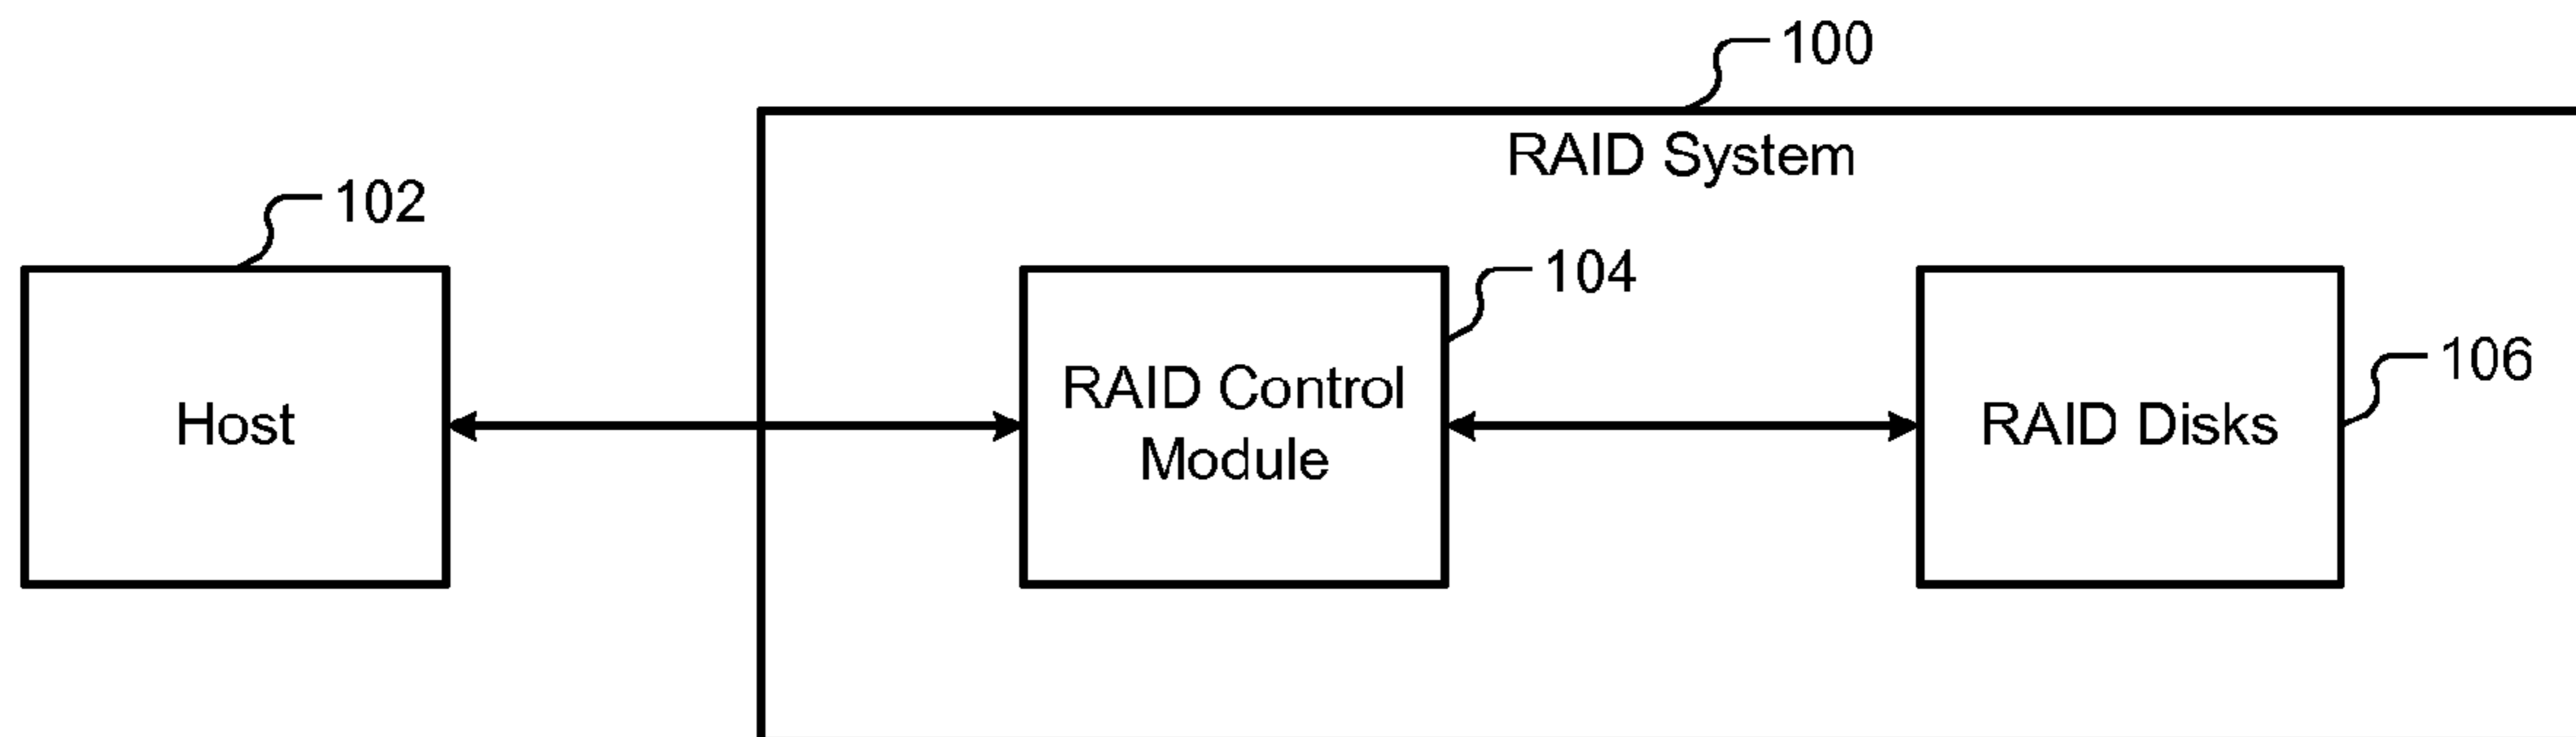 100
RAID System
102
104
106
Host
RAID Control
Module
RAID Disks